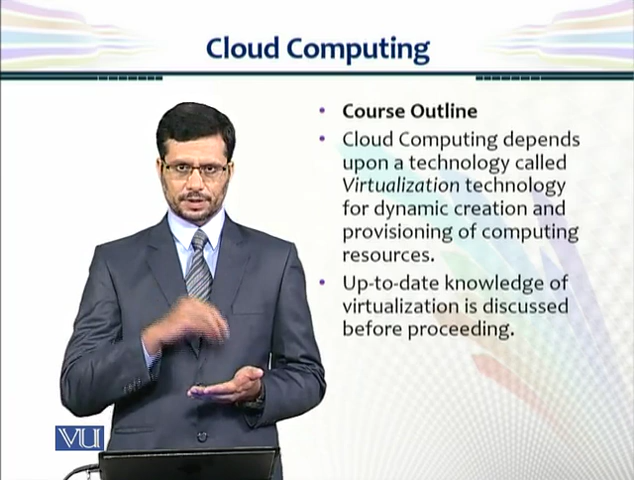 Cloud Computing
• Course Outline
• Cloud Computing depends
upon a technology called
Virtualization technology
for dynamic creation and
provisioning of computing
resources.
• Up-to-date knowledge of
virtualization is discussed
before proceeding.
VU